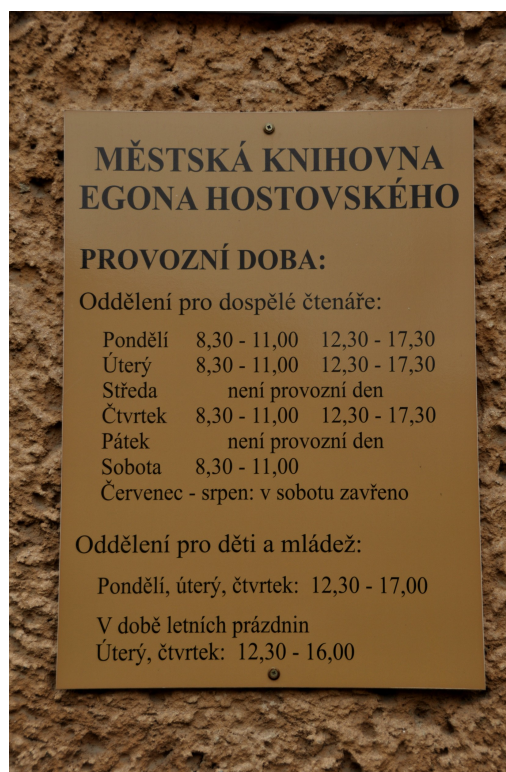 MĚSTSKÁ KNIHOVNA
EGONA HOSTOVSKÉHO
PROVOZNÍ DOBA:
Oddělení pro dospělé čtenáře:
Pondělí 8,30 - 11,00 12,30 - 17,30
Úterý 8,30 - 11,00 12,30 - 17,30
Středa není provozní den
Čtvrtek 8,30 - 11,00 12,30 - 17,30
Pátek není provozní den
Sobota 8,30 - 11,00
Červenec - srpen: v sobotu zavřeno
Oddělení pro děti a mládež:
Pondělí, úterý, čtvrtek: 12,30 - 17,00
V době letních prázdnin
Úterý, čtvrtek: 12,30 - 16,00